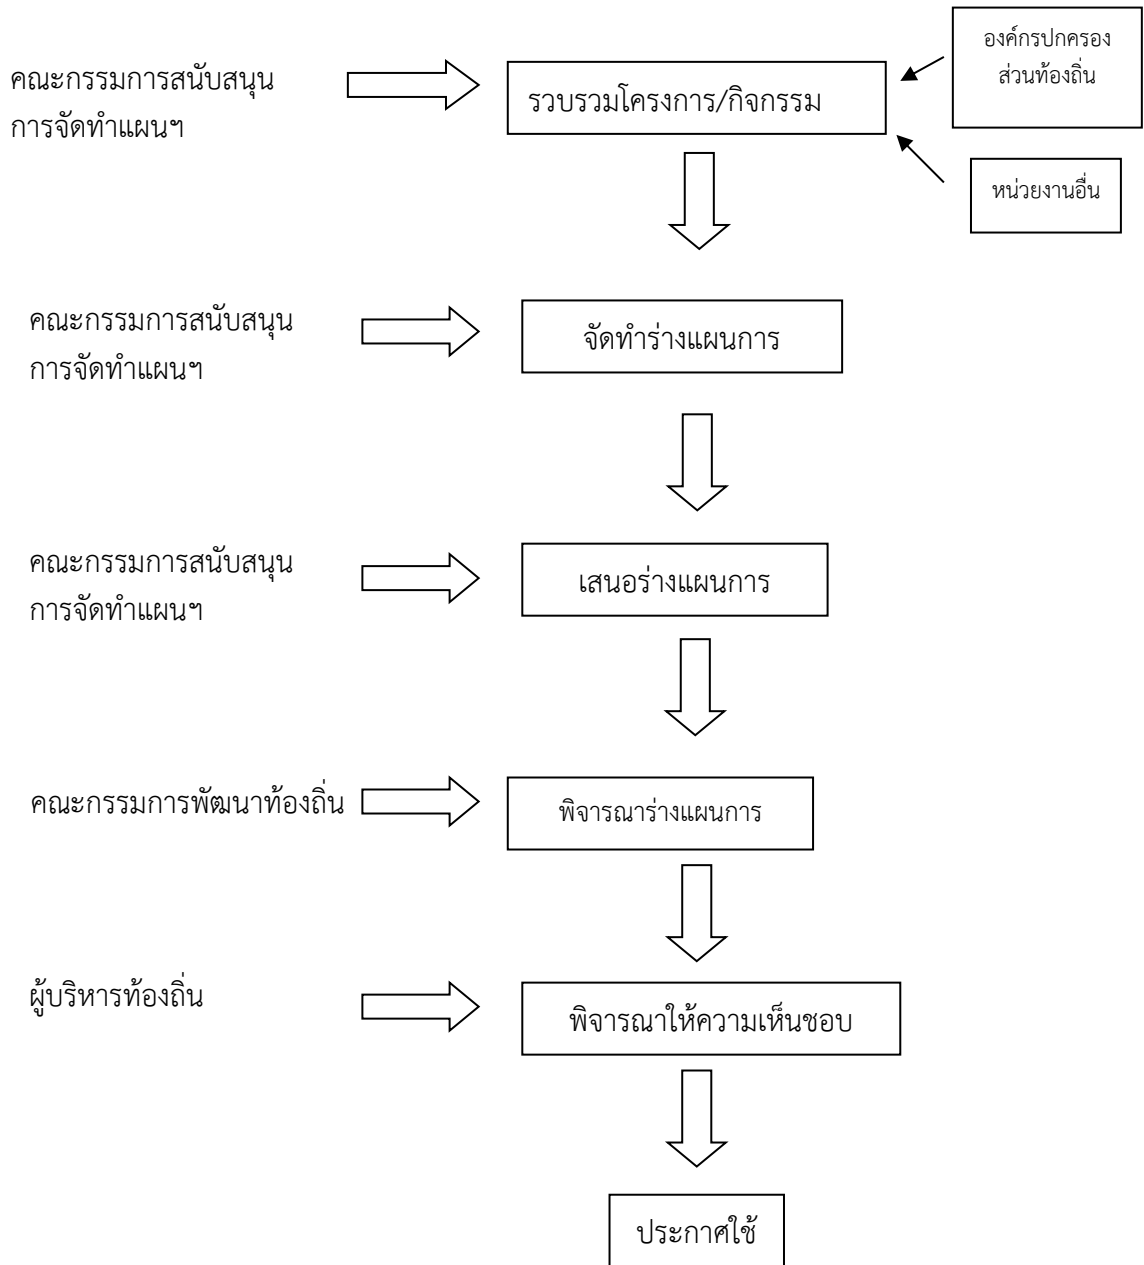 องค์กรปกครอง
ส่วนท้องถิ่น
คณะกรรมการสนับสนุน
การจัดทำแผนฯ
รวบรวมโครงการ/กิจกรรม
หน่วยงานอื่น
คณะกรรมการสนับสนุน
การจัดทำแผนฯ
จัดทำร่างแผนการ
คณะกรรมการสนับสนุน
การจัดทำแผนฯ
เสนอร่างแผนการ
คณะกรรมการพัฒนาท้องถิ่น
พิจารณาร่างแผนการ
ผู้บริหารท้องถิ่น
พิจารณาให้ความเห็นชอบ
ประกาศใช้